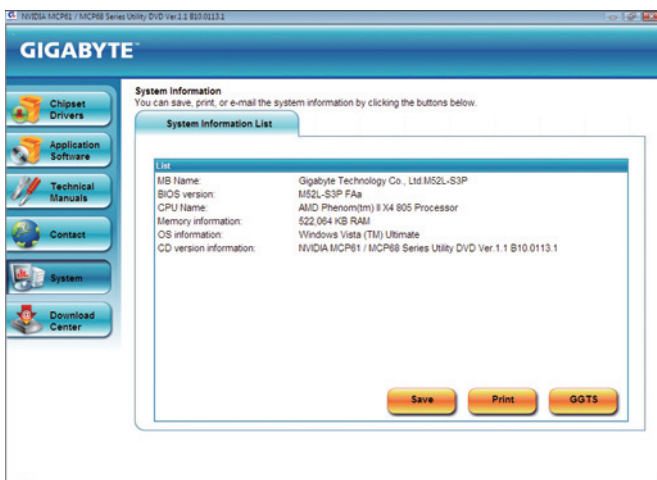 NVIDIA MCP61 / MCP68 Series Utility DVD Ver.1.1 B10.0113.1
GIGABYTE™
Chipset
Drivers
Application
Software
Technical
Manuals
Contact
System
Download
Center
System Information
You can save, print, or e-mail the system information by clicking the buttons below.
System Information List
List
MB Name: Gigabyte Technology Co., Ltd.M52L-S3P
BIOS version: M52L-S3P FAa
CPU Name: AMD Phenom(tm) II X4 805 Processor
Memory information: 522,064 KB RAM
OS information: Windows Vista (TM) Ultimate
CD version information: NVIDIA MCP61 / MCP68 Series Utility DVD Ver.1.1 B10.0113.1
Save Print GGTS